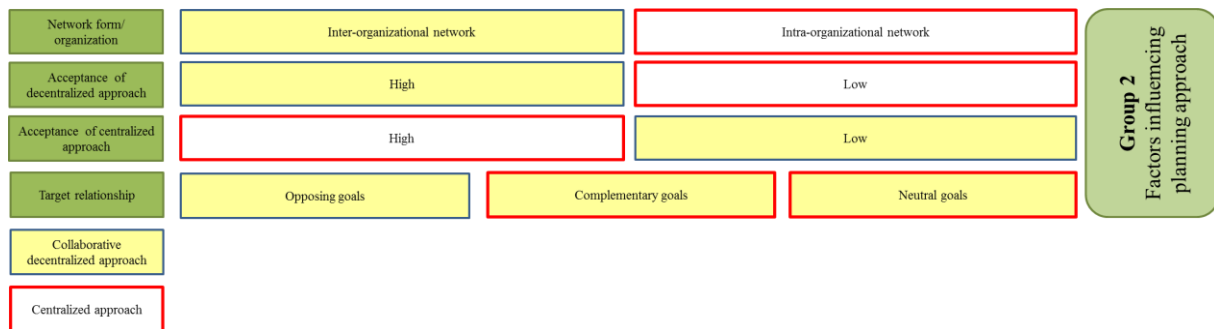 Network form/
organization
Inter-organizational network
Intra-organizational network
Acceptance of
decentralized approach
High
Low
Acceptance of centralized
approach
High
Low
Target relationship
Opposing goals
Complementary goals
Neutral goals
Collaborative
decentralized approach
Centralized approach
Group 2
Factors influemcing
planning approach